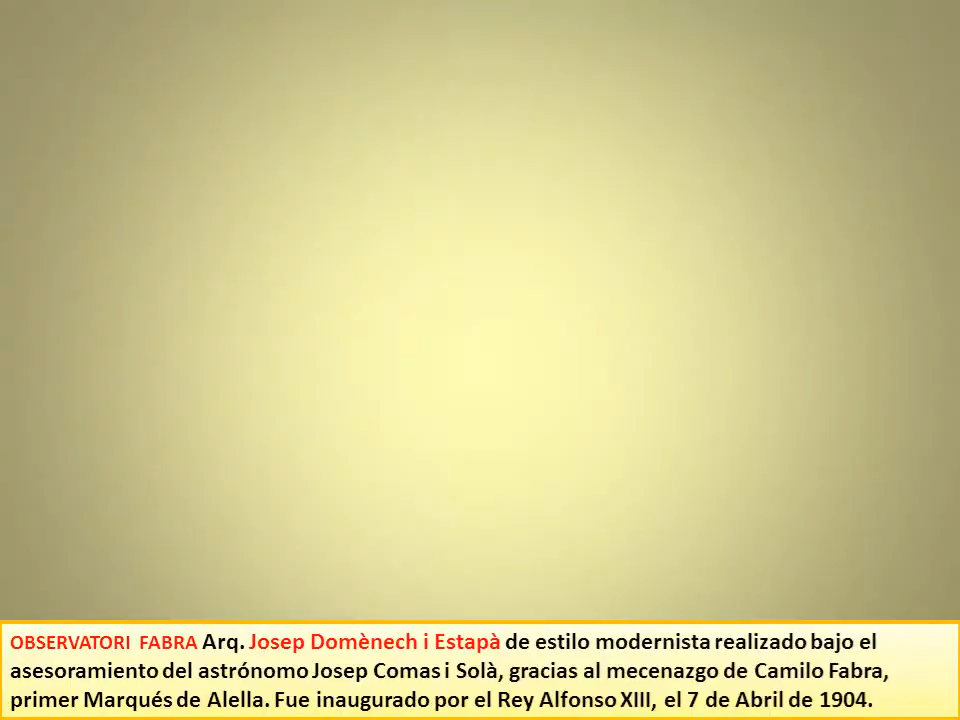 OBSERVATORI FABRA Arq. Josep Domènech i Estapà de estilo modernista realizado bajo el
asesoramiento del astrónomo Josep Comas i Solà, gracias al mecenazgo de Camilo Fabra,
primer Marqués de Alella. Fue inaugurado por el Rey Alfonso XIII, el 7 de Abril de 1904.